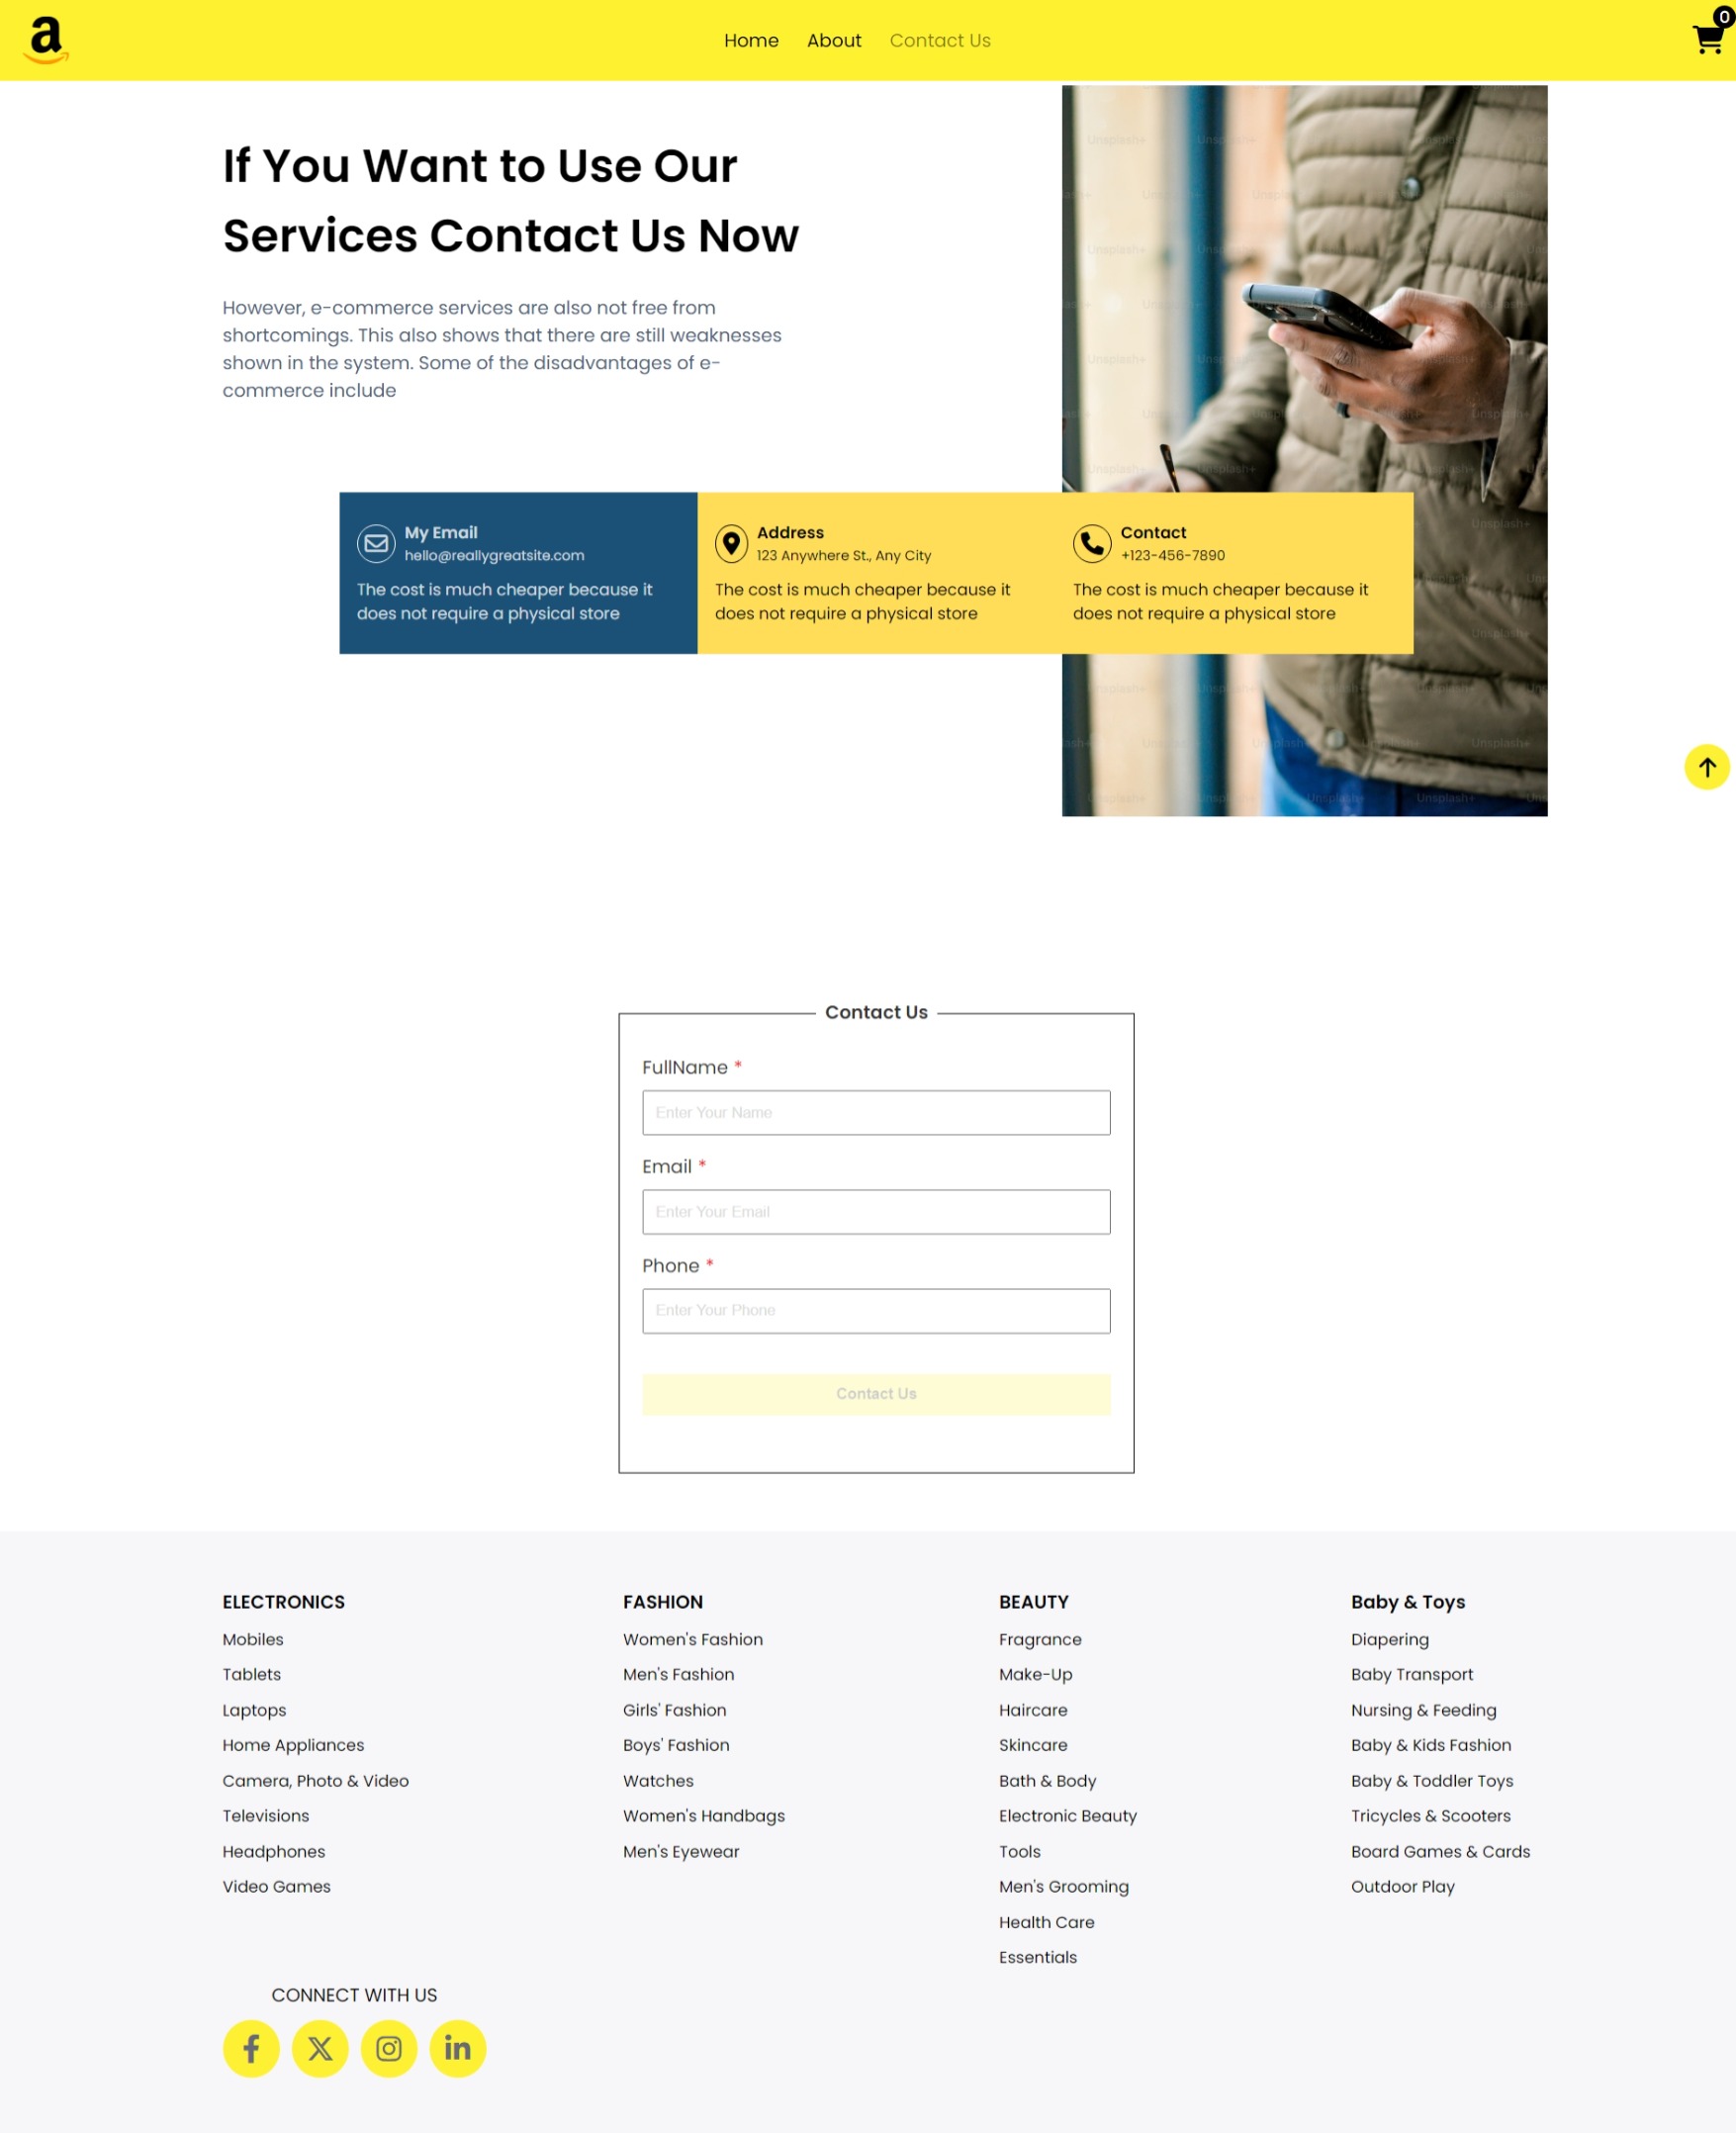 a
Home About Contact Us
0
If You Want to Use Our
Services Contact Us Now
However, e-commerce services are also not free from
shortcomings. This also shows that there are still weaknesses
shown in the system. Some of the disadvantages of e-
commerce include
My Email
hello@reallygreatsite.com
The cost is much cheaper because it
does not require a physical store
Address
123 Anywhere St., Any City
The cost is much cheaper because it
does not require a physical store
Contact
+123-456-7890
The cost is much cheaper because it
does not require a physical store
Contact Us
FullName *
Enter Your Name
Email *
Enter Your Email
Phone *
Enter Your Phone
Contact Us
ELECTRONICS
Mobiles
Tablets
Laptops
Home Appliances
Camera, Photo & Video
Televisions
Headphones
Video Games
FASHION
Women's Fashion
Men's Fashion
Girls' Fashion
Boys' Fashion
Watches
Women's Handbags
Men's Eyewear
BEAUTY
Fragrance
Make-Up
Haircare
Skincare
Bath & Body
Electronic Beauty
Tools
Men's Grooming
Health Care
Essentials
Baby & Toys
Diapering
Baby Transport
Nursing & Feeding
Baby & Kids Fashion
Baby & Toddler Toys
Tricycles & Scooters
Board Games & Cards
Outdoor Play
CONNECT WITH US